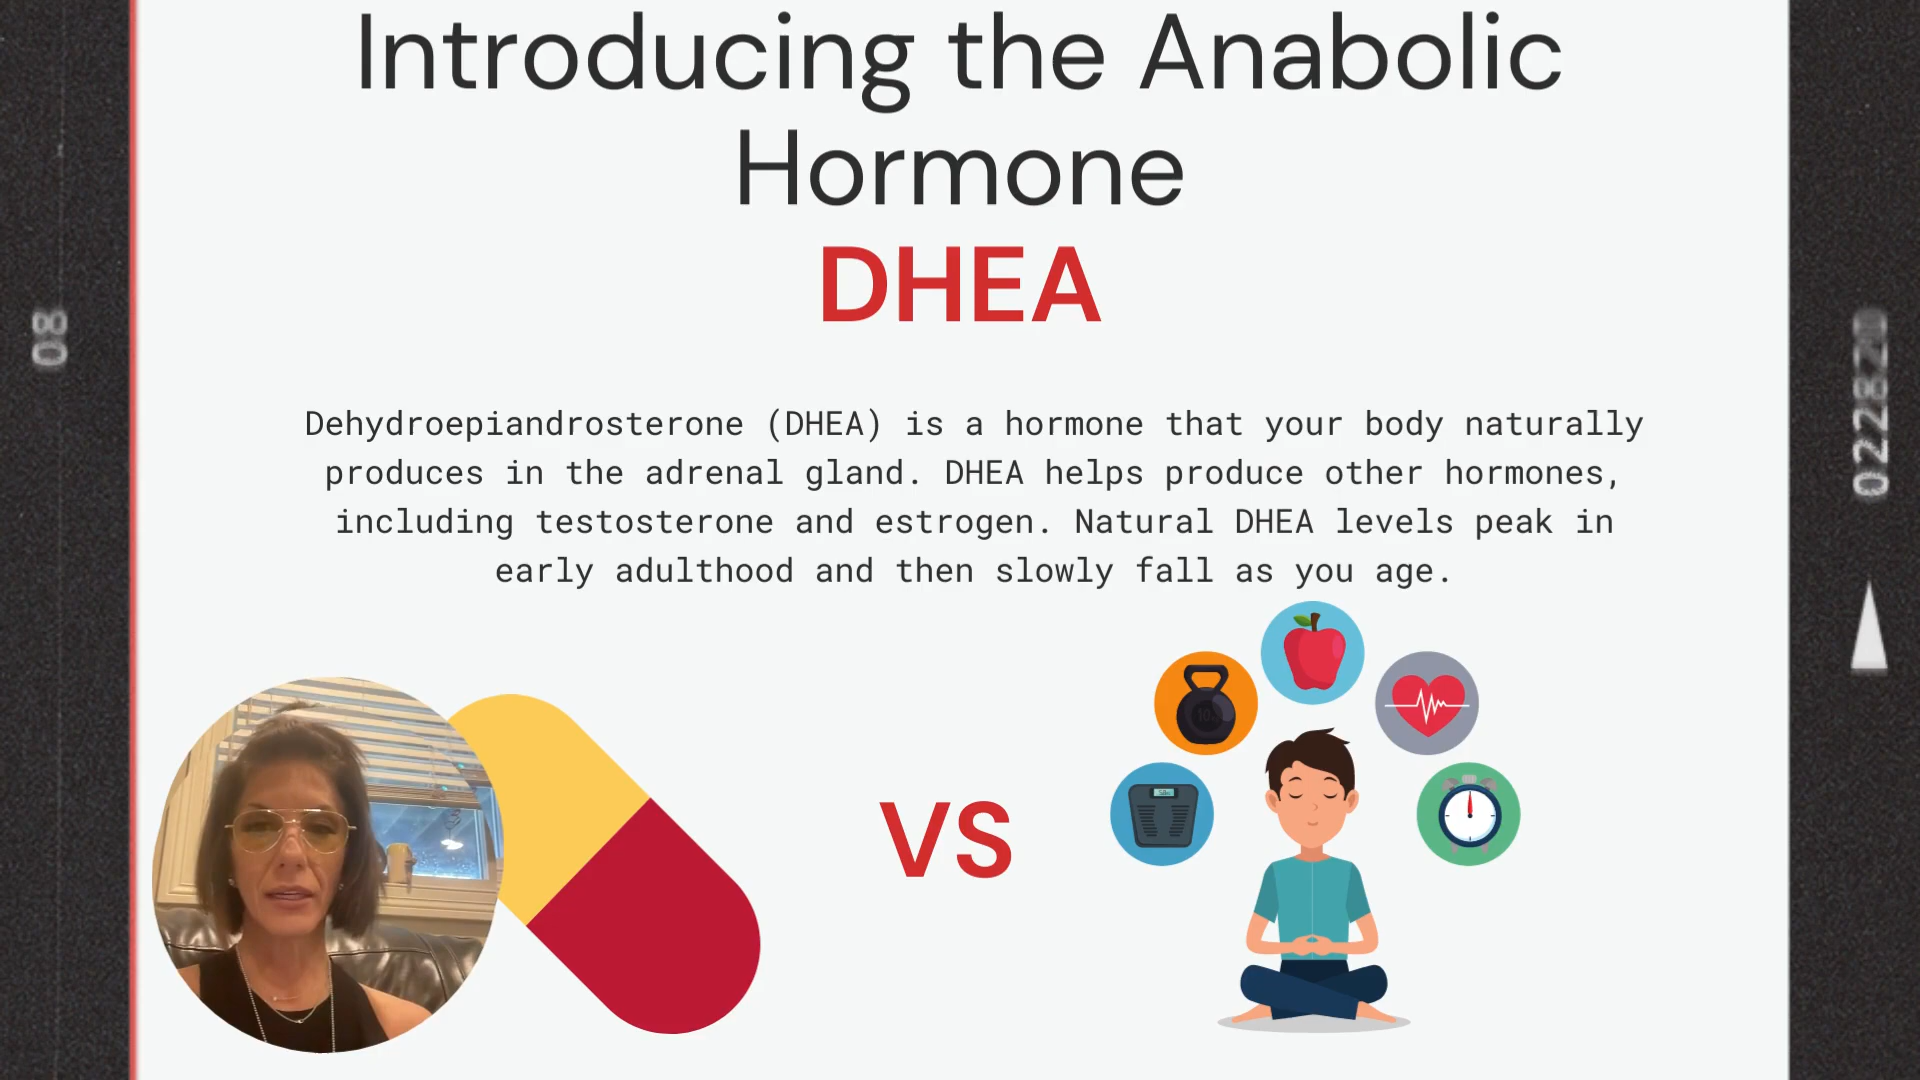 Introducing the Anabolic
Hormone
DHEA
Dehydroepiandrosterone (DHEA) is a hormone that your body naturally
produces in the adrenal gland. DHEA helps produce other hormones,
including testosterone and estrogen. Natural DHEA levels peak in
early adulthood and then slowly fall as you age.
VS
08